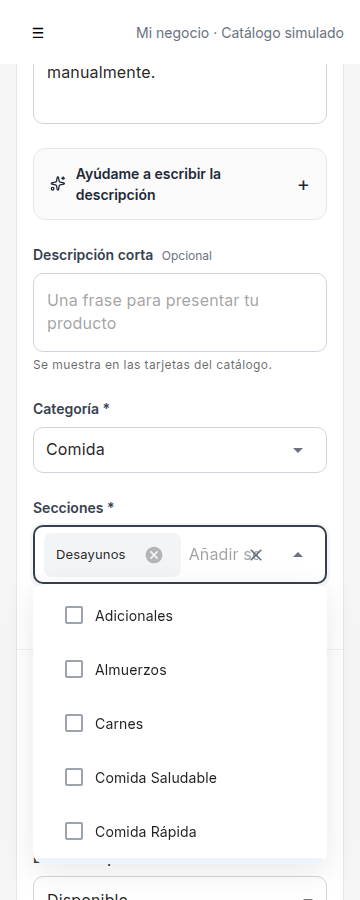 Mi negocio · Catálogo simulado
manualmente.
Ayúdame a escribir la
descripción
Descripción corta Opcional
Una frase para presentar tu
producto
Se muestra en las tarjetas del catálogo.
Categoría *
Comida
Secciones *
Desayunos
Añadir
Adicionales
Almuerzos
Carnes
Comida Saludable
Comida Rápida
Disponible